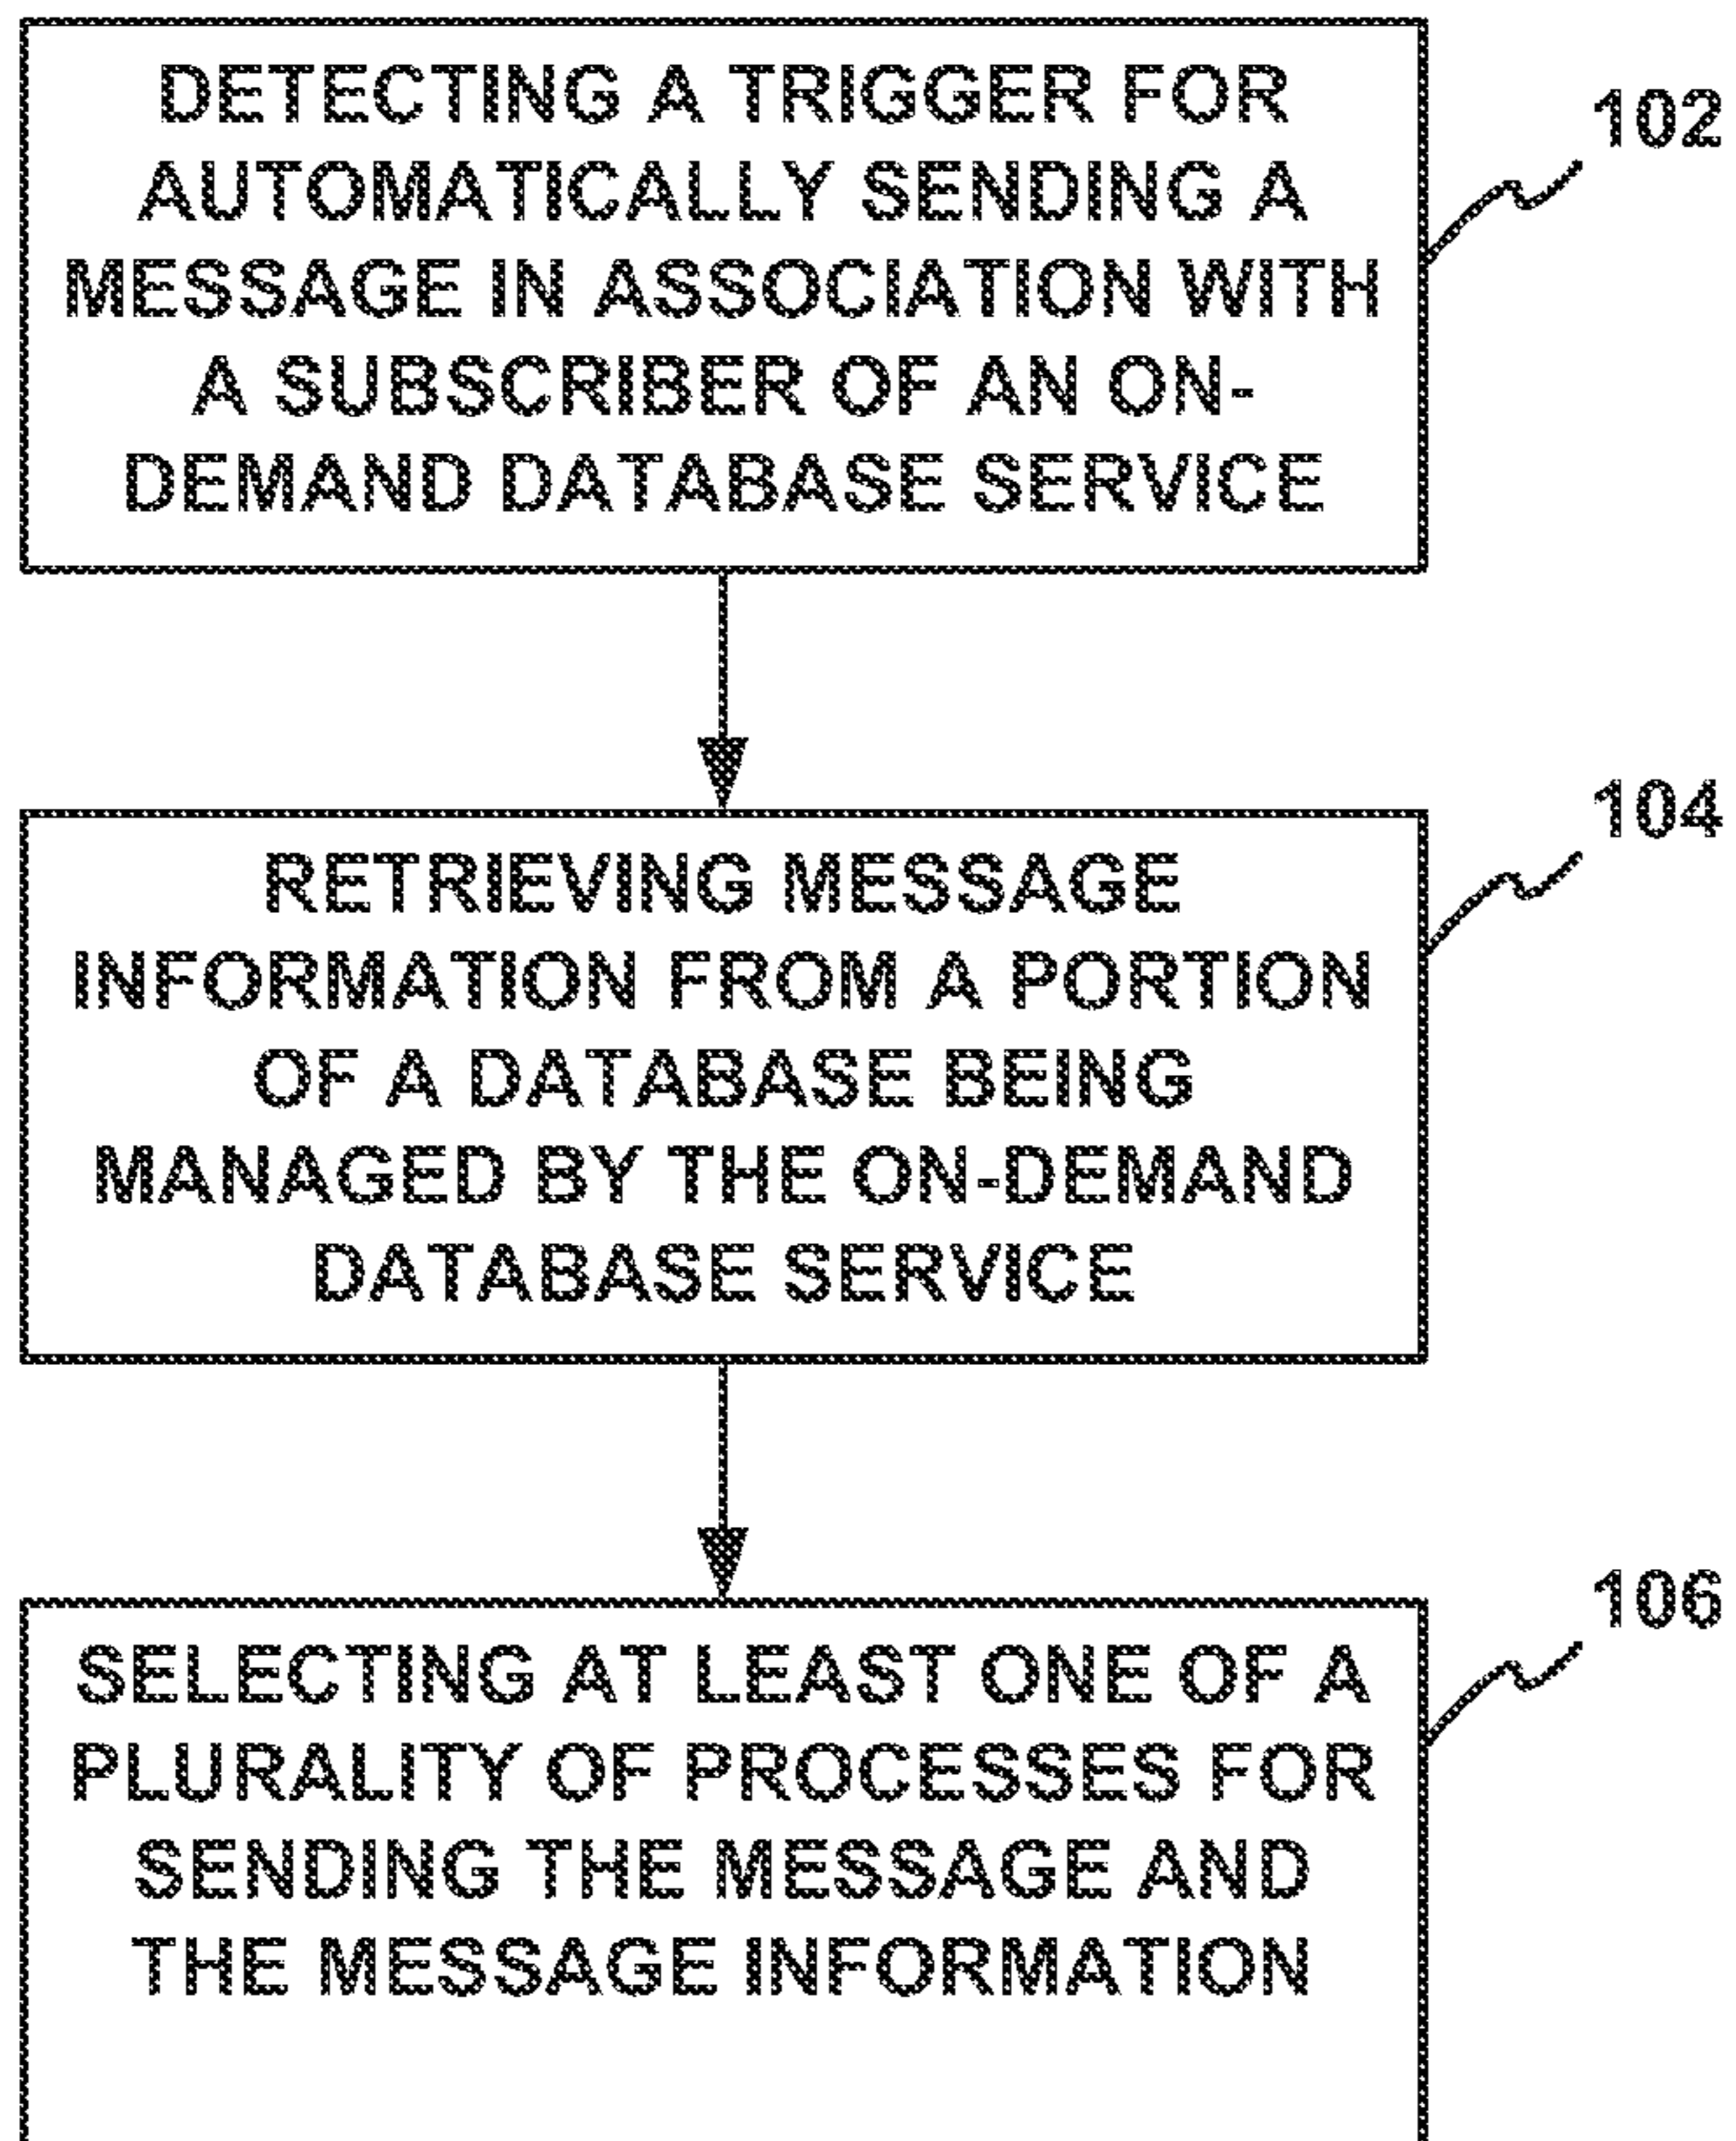 DETECTING A TRIGGER FOR
AUTOMATICALLY SENDING A
MESSAGE IN ASSOCIATION WITH
A SUBSCRIBER OF AN ON-
DEMAND DATABASE SERVICE
102
RETRIEVING MESSAGE
INFORMATION FROM A PORTION
OF A DATABASE BEING
MANAGED BY THE ON-DEMAND
DATABASE SERVICE
104
SELECTING AT LEAST ONE OF A
PLURALITY OF PROCESSES FOR
SENDING THE MESSAGE AND
THE MESSAGE INFORMATION
106